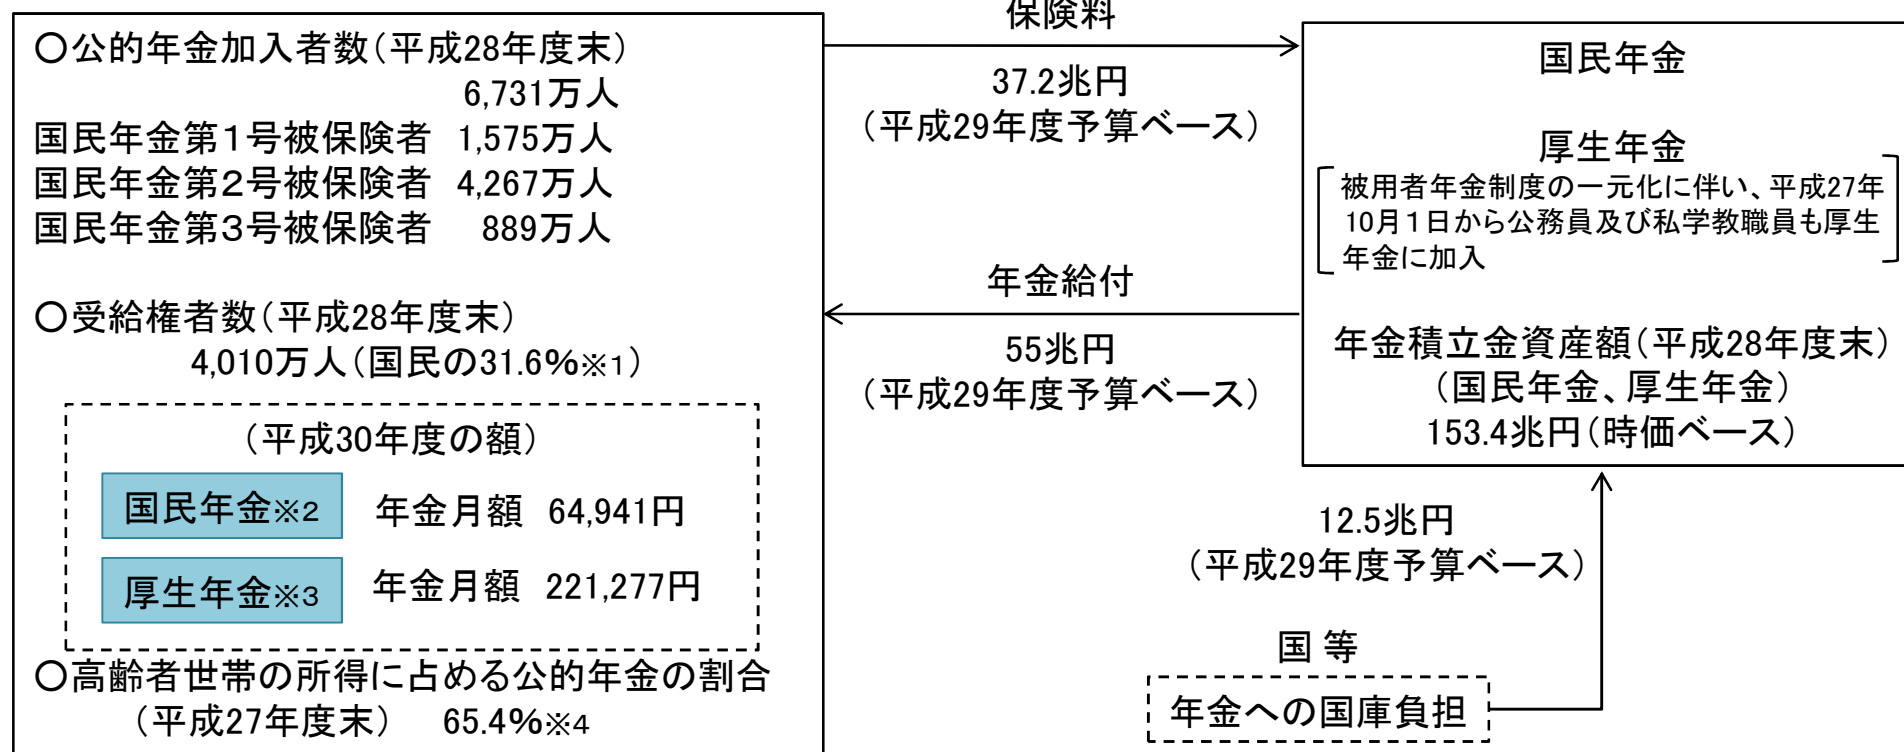 〇公的年金加入者数(平成28年度末)
6,731万人
国民年金第1号被保険者 1,575万人
国民年金第2号被保険者 4,267万人
国民年金第3号被保険者 889万人
〇受給権者数(平成28年度末)
4,010万人(国民の31.6%※1)
(平成30年度の額)
国民年金※2 年金月額 64,941円
厚生年金※3 年金月額 221,277円
〇高齢者世帯の所得に占める公的年金の割合
(平成27年度末) 65.4%※4
保険料
37.2兆円
(平成29年度予算ベース)
年金給付
55兆円
(平成29年度予算ベース)
国民年金
厚生年金
被用者年金制度の一元化に伴い、平成27年
10月1日から公務員及び私学教職員も厚生
年金に加入
年金積立金資産額(平成28年度末)
(国民年金、厚生年金)
153.4兆円(時価ベース)
12.5兆円
(平成29年度予算ベース)
国 等
年金への国庫負担